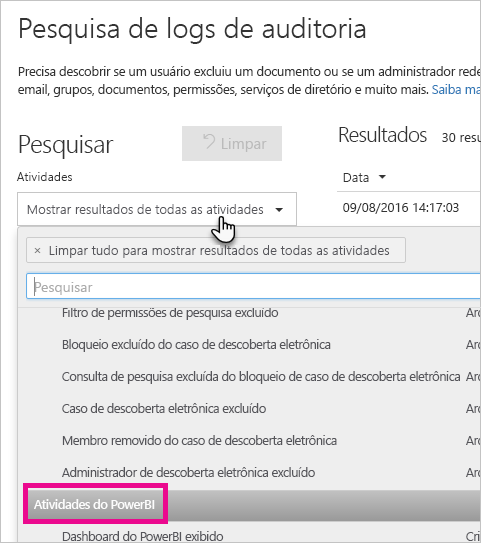 Pesquisa de logs de auditoria
Precisa descobrir se um usuário excluiu um documento ou se um administrador rede
email, grupos, documentos, permissões, serviços de diretório e muito mais. Saiba ma
Pesquisar
Limpar
Resultados 30 resu
Atividades
Data
Mostrar resultados de todas as atividades
09/08/2016 14:17:03
× Limpar tudo para mostrar resultados de todas as atividades
Pesquisar
Filtro de permissões de pesquisa excluído Arc
Bloqueio excluído do caso de descoberta eletrônica Arc
Consulta de pesquisa excluída do bloqueio de caso de descoberta eletrônica Arc
Caso de descoberta eletrônica excluído Arc
Membro removido do caso de descoberta eletrônica Arc
Administrador de descoberta eletrônica excluído Arc
Atividades do PowerBI
Dashboard do PowerBI exibido Cri